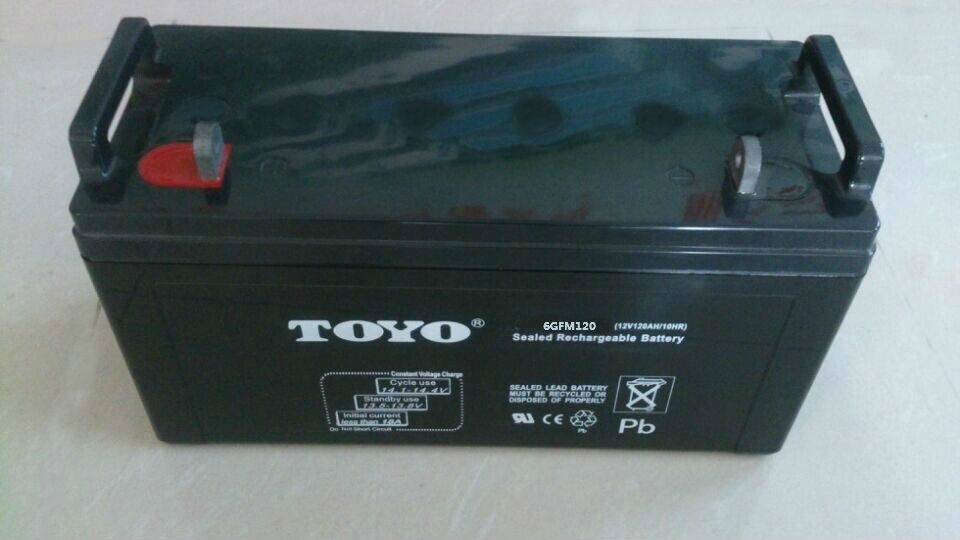 TOYO®
6GFM120 (12V120AH/10HR)
Sealed Rechargeable Battery
Constant Voltage Charge
Cycle use
14.1-14.4V
Standby use
13.5-13.8V
Initial current
less than 18A
Do Not Short Circuit
SEALED LEAD BATTERY
MUST BE RECYCLED OR
DISPOSED OF PROPERLY
CE
Pb
Pb